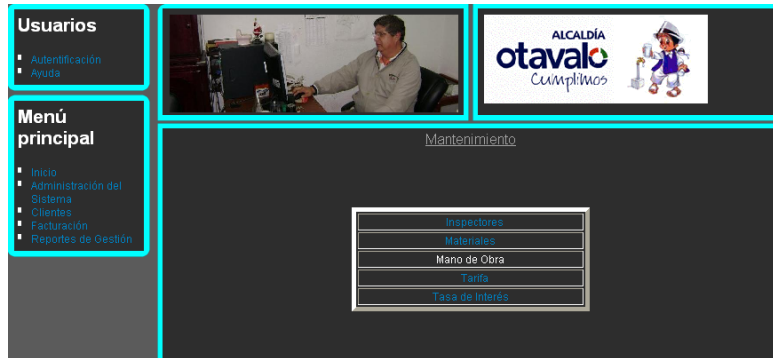 Usuarios
Autentificación
Ayuda
Menú
principal
Inicio
Administración del
Sistema
Clientes
Facturación
Reportes de Gestión
ALCALDÍA
otavalo
Cumplimos
Mantenimiento
Inspectores
Materiales
Mano de Obra
Tarifa
Tasa de Interés